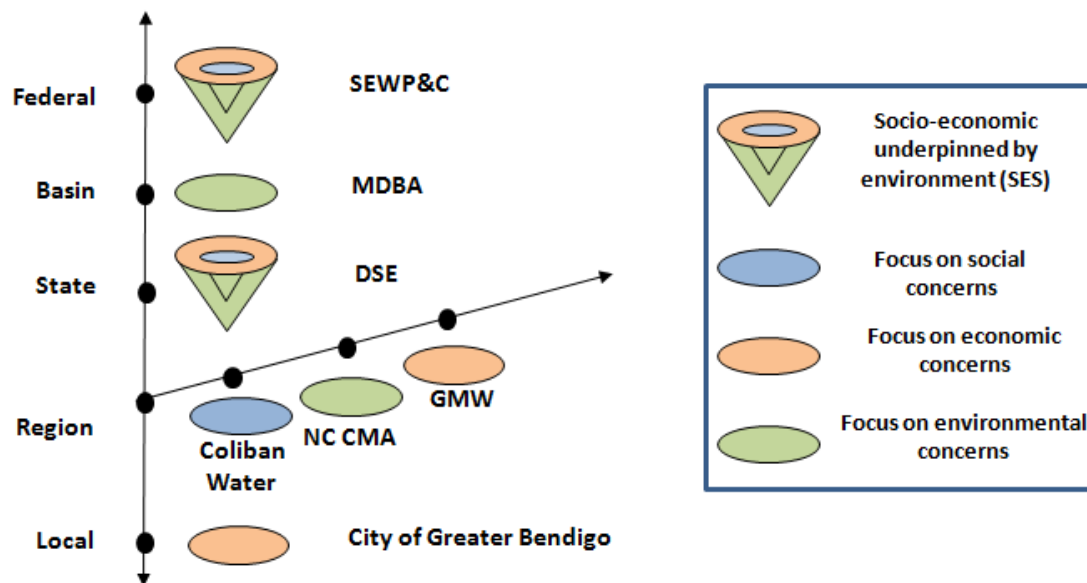 Federal
SEWP&C
Basin
MDBA
State
DSE
Region
Coliban
Water
NC CMA
GMW
Local
City of Greater Bendigo
Socio-economic
underpinned by
environment (SES)
Focus on social
concerns
Focus on economic
concerns
Focus on environmental
concerns